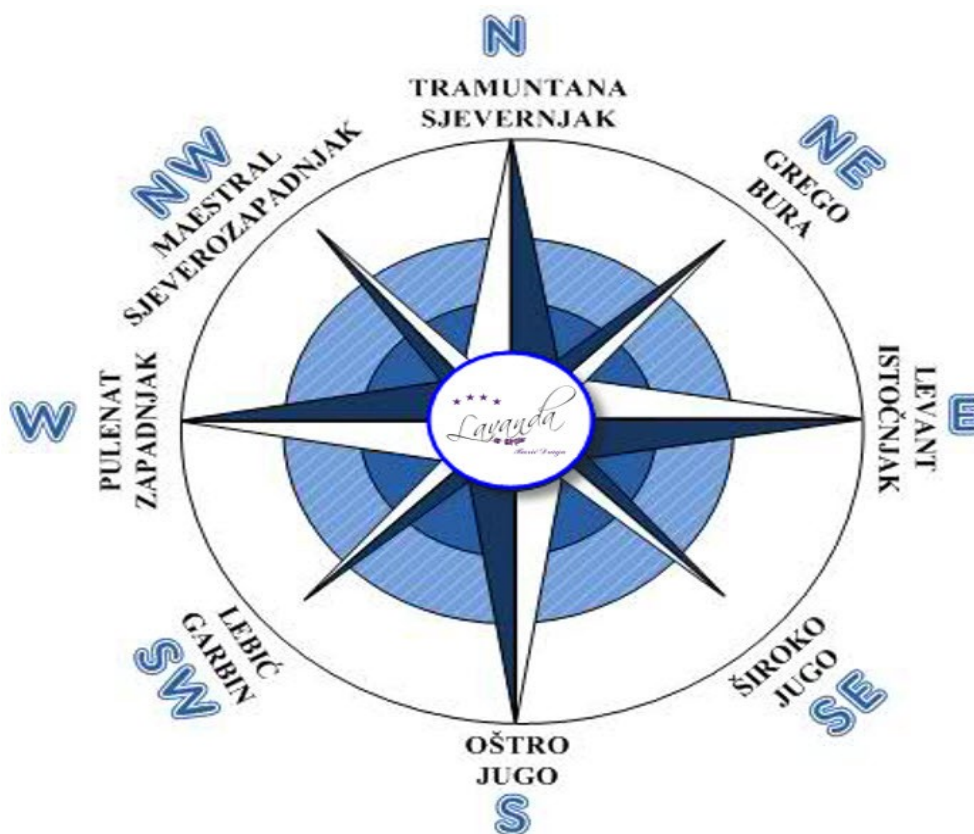 N
TRAMUNTANA
SJEVERNJAK
NW
MAESTRAL
SJEVEROZAPADNJAK
NE
GREGO
BURA
W
PULENAT
ZAPADNJAK
Lavanda
LEVANT
ISTOČNJAK
E
SW
LEBIĆ
GARBIN
ŠIROKO
JUGO
SE
OŠTRO
JUGO
S